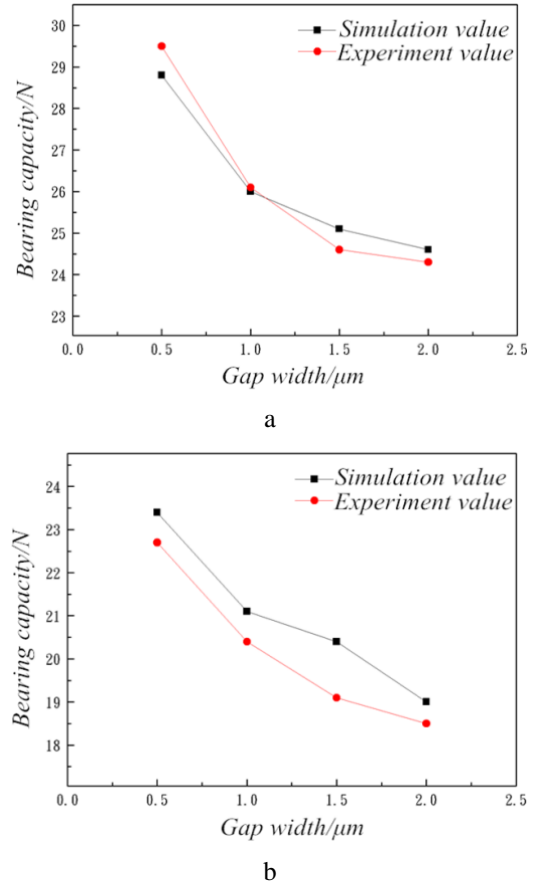 Simulation value
Experiment value
30
29
28
27
26
25
24
23
Bearing capacity/N
0.0 0.5 1.0 1.5 2.0 2.5
Gap width/μm
a
Simulation value
Experiment value
24
23
22
21
20
19
18
Bearing capacity/N
0.0 0.5 1.0 1.5 2.0 2.5
Gap width/μm
b